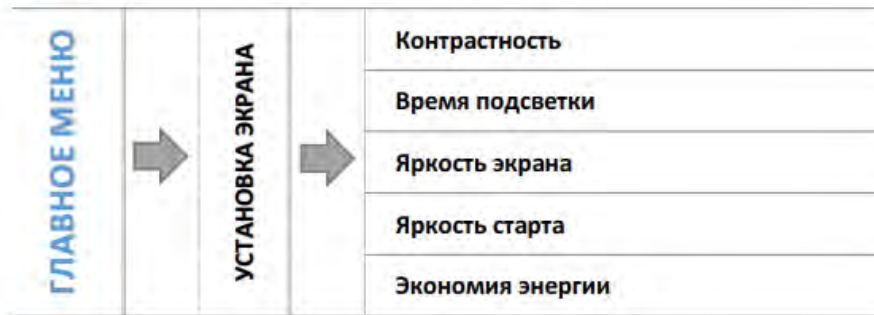 ГЛАВНОЕ МЕНЮ
УСТАНОВКА ЭКРАНА
Контрастность
Время подсветки
Яркость экрана
Яркость старта
Экономия энергии